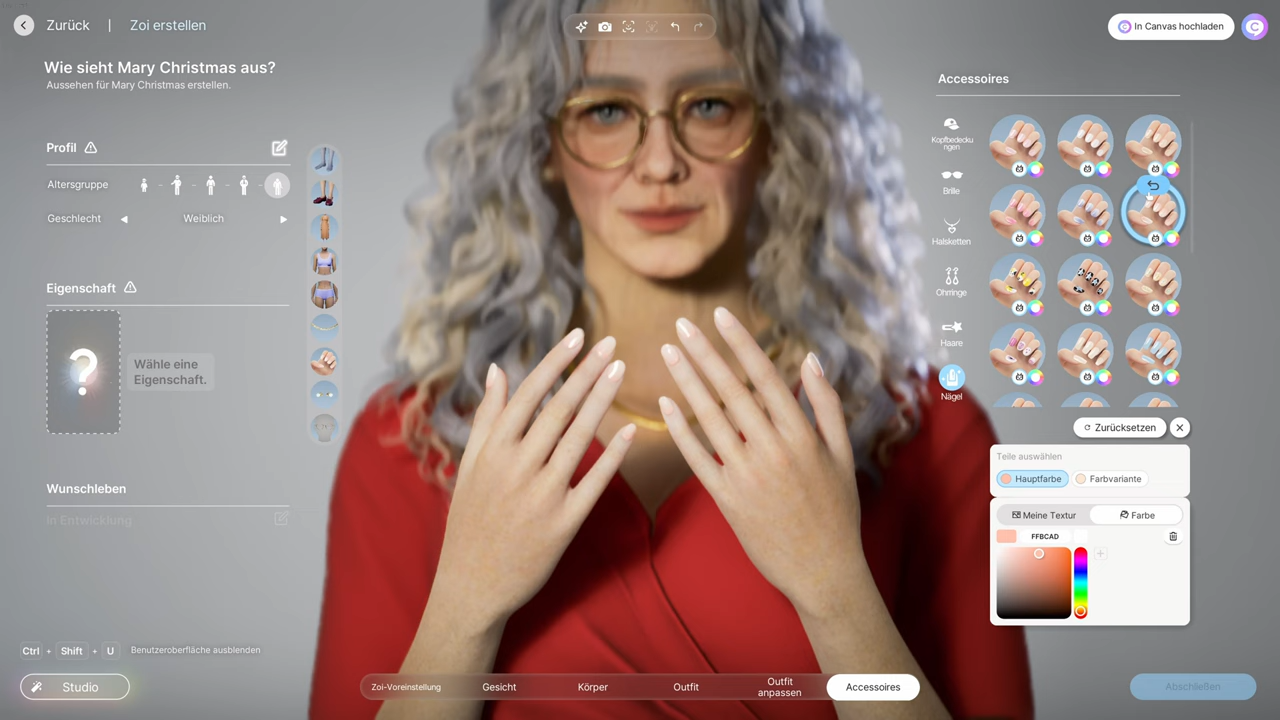 Zurück | Zoi erstellen
In Canvas hochladen
Wie sieht Mary Christmas aus?
Aussehen für Mary Christmas erstellen.
Profil
Altersgruppe
Geschlecht
Weiblich
Eigenschaft
?
Wähle eine
Eigenschaft.
Wunschleben
in Entwicklung
Ctrl + Shift + U Benutzeroberfläche ausblenden
Studio
Accessoires
Kopfbedecku
ngen
Brille
Halsketten
Ohrringe
Haare
Nägel
Zurücksetzen
Teile auswählen
Hauptfarbe
Farbvariante
Meine Textur
Farbe
FFBCAD
Zoi-Voreinstellung
Gesicht
Körper
Outfit
Outfit
anpassen
Accessoires
Abschließen